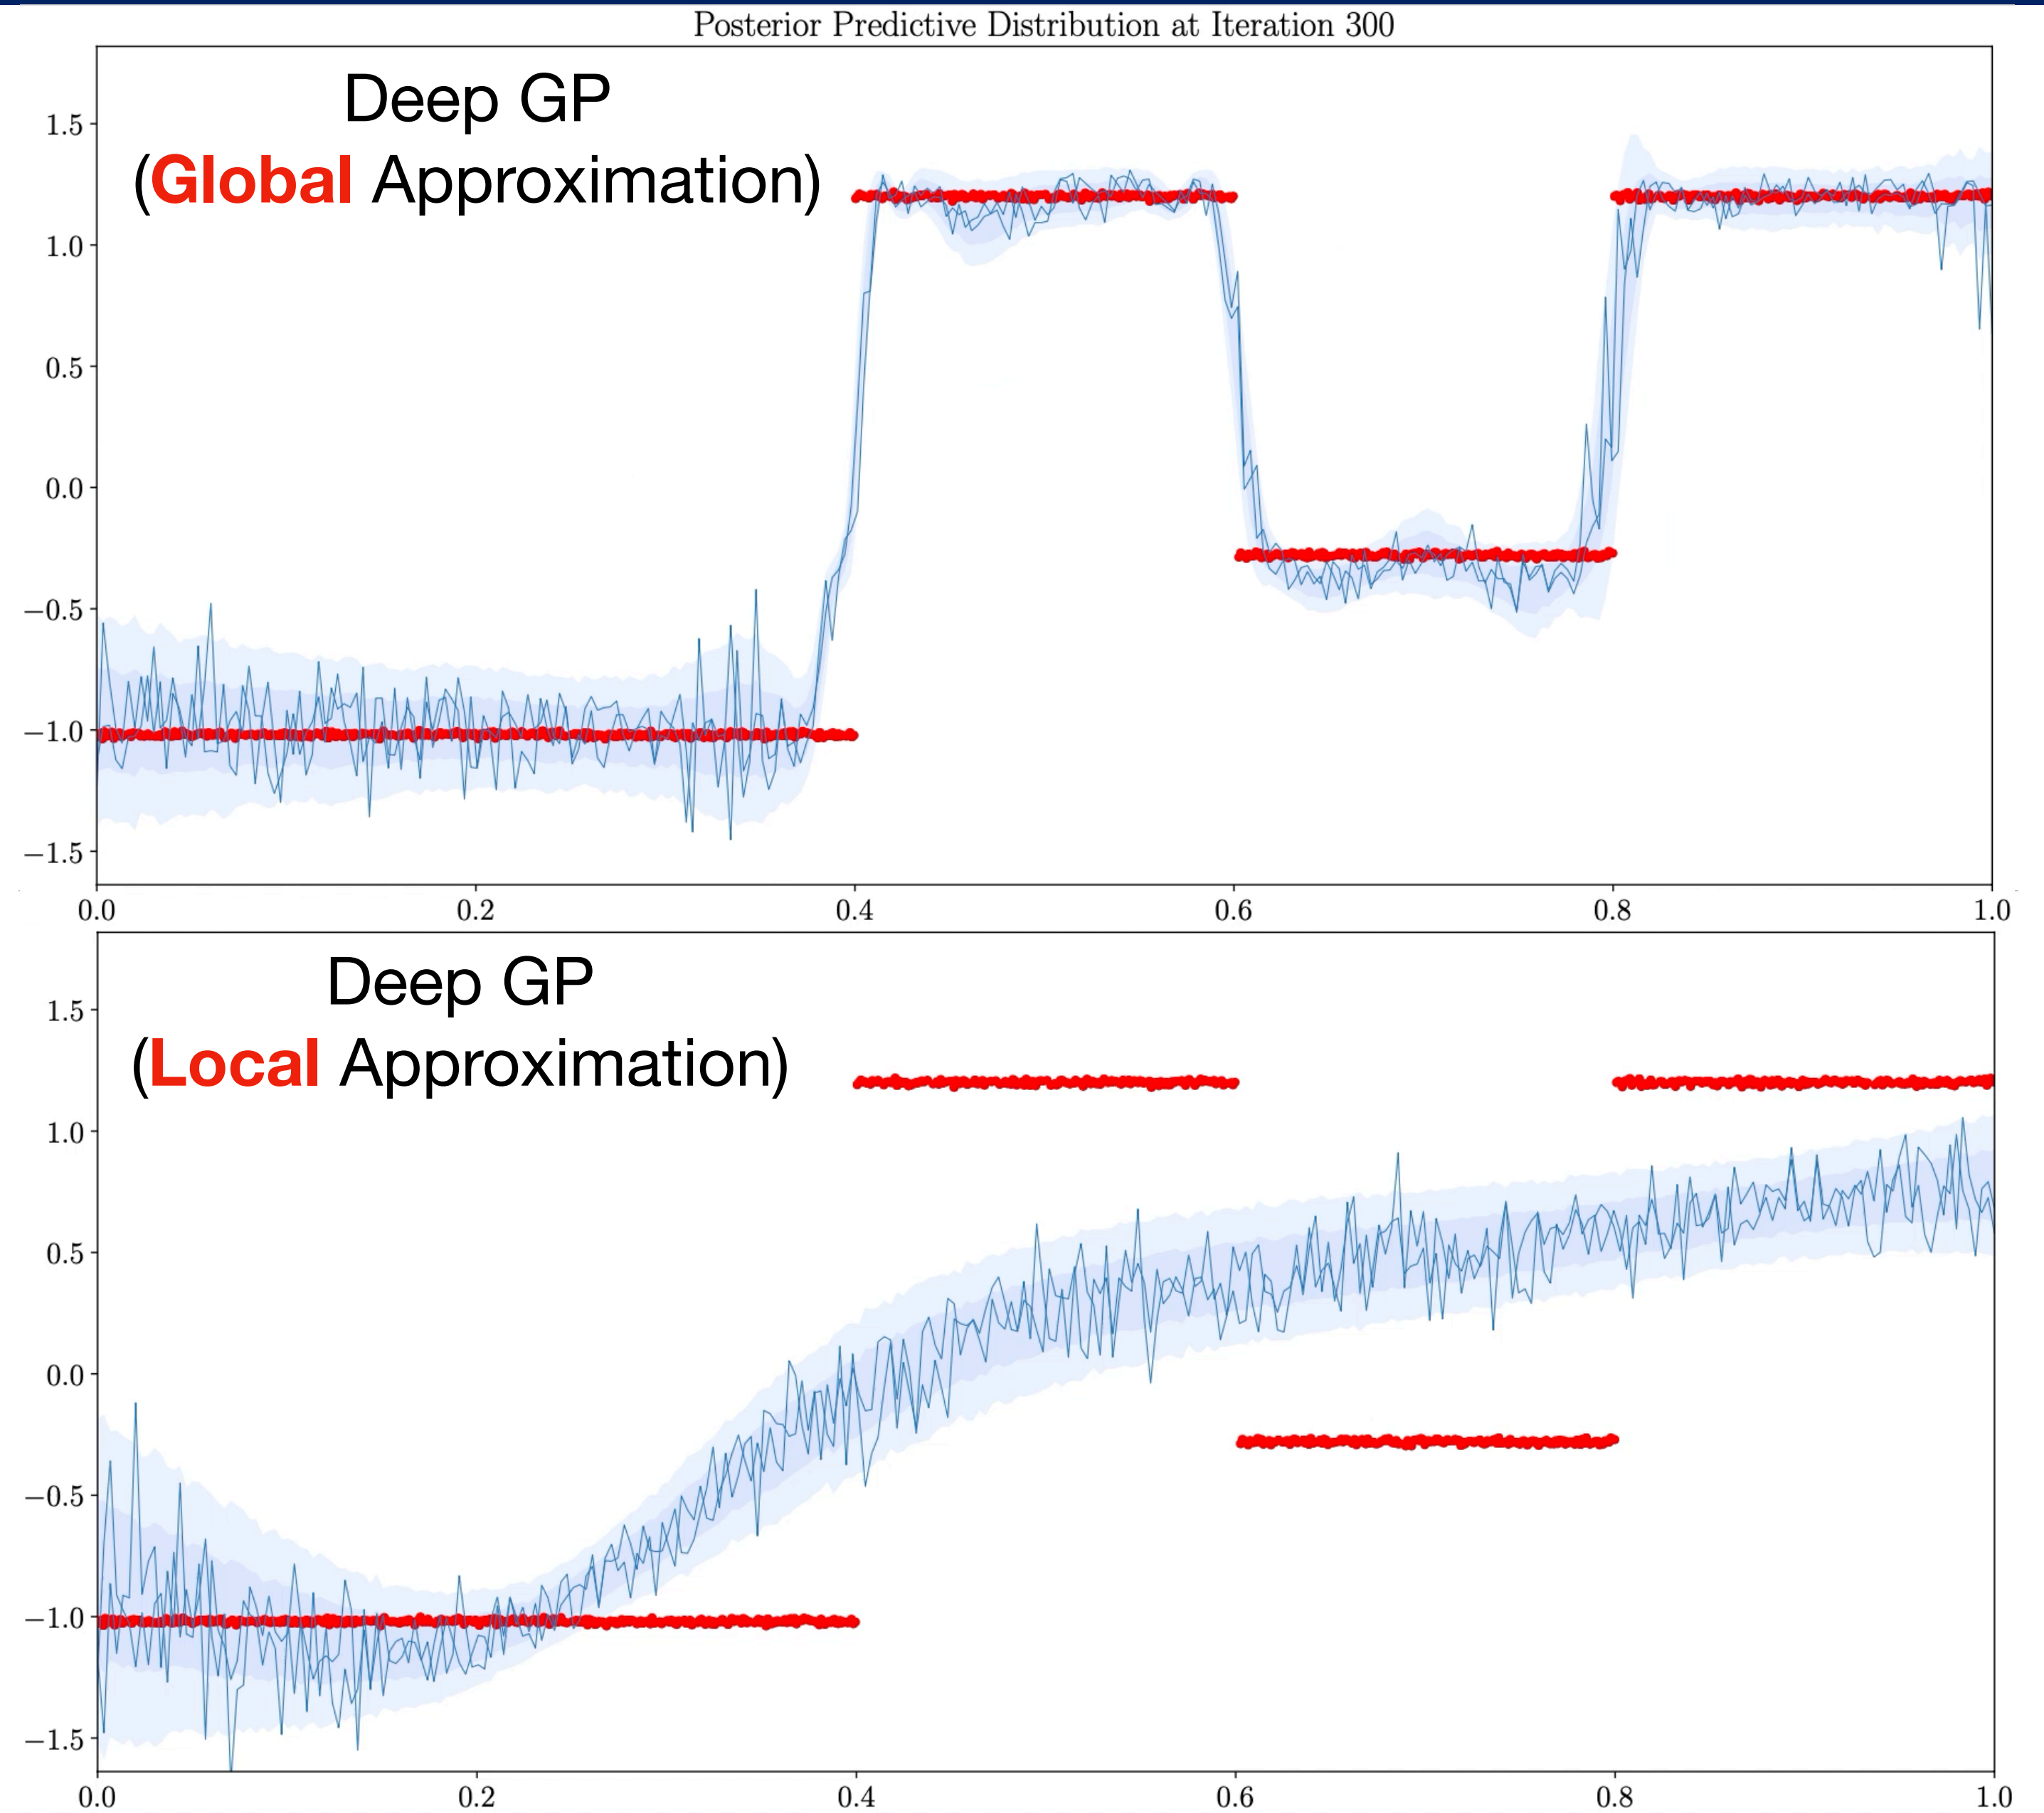 Posterior Predictive Distribution at Iteration 300
Deep GP
(Global Approximation)
1.5
1.0
0.5
0.0
−0.5
−1.0
−1.5
0.0 0.2 0.4 0.6 0.8 1.0
Deep GP
(Local Approximation)
1.5
1.0
0.5
0.0
−0.5
−1.0
−1.5
0.0 0.2 0.4 0.6 0.8 1.0